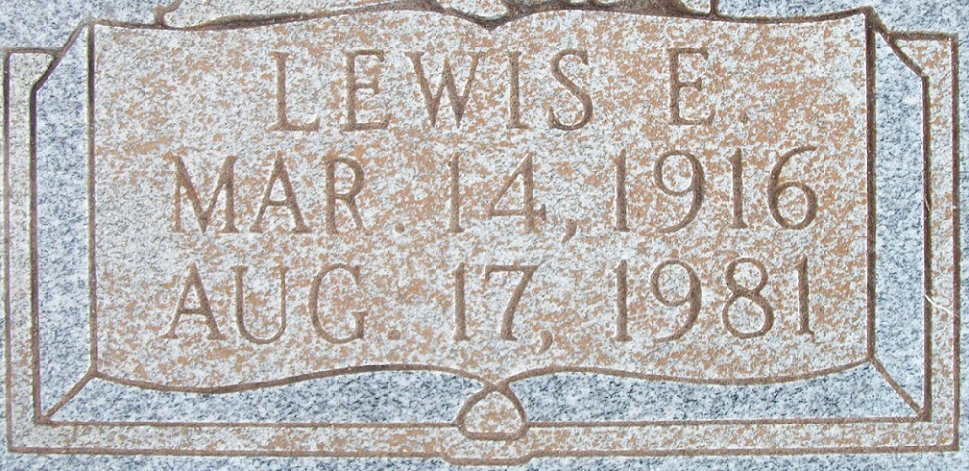 LEWIS E.
MAR. 14, 1916
AUG. 17, 1981